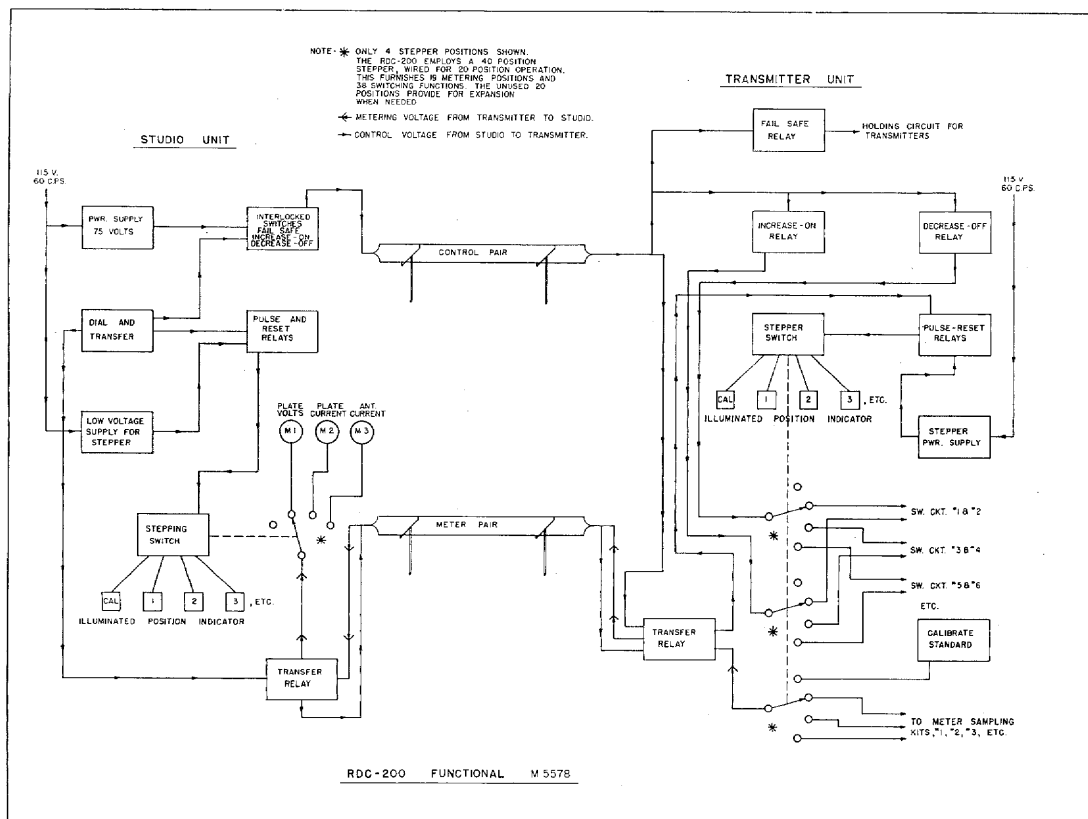 NOTE- * ONLY 4 STEPPER POSITIONS SHOWN.
THE RDC-200 EMPLOYS A 40 POSITION
STEPPER, WIRED FOR 20 POSITION OPERATION.
THIS FURNISHES 19 METERING POSITIONS AND
38 SWITCHING FUNCTIONS. THE UNUSED 20
POSITIONS PROVIDE FOR EXPANSION
WHEN NEEDED
METERING VOLTAGE FROM TRANSMITTER TO STUDIO.
CONTROL VOLTAGE FROM STUDIO TO TRANSMITTER.
STUDIO UNIT
115 V.
60 C.P.S.
PWR. SUPPLY
75 VOLTS
INTERLOCKED
SWITCHES
FAIL SAFE
INCREASE-ON
DECREASE-OFF
DIAL AND
TRANSFER
PULSE AND
RESET
RELAYS
LOW VOLTAGE
SUPPLY FOR
STEPPER
PLATE
VOLTS
PLATE
CURRENT
ANT.
CURRENT
M 1
M 2
M 3
STEPPING
SWITCH
*
CAL
1
2
3
, ETC.
ILLUMINATED POSITION INDICATOR
TRANSFER
RELAY
CONTROL PAIR
METER PAIR
TRANSMITTER UNIT
FAIL SAFE
RELAY
HOLDING CIRCUIT FOR
TRANSMITTERS
115 V
60 C.P.S.
INCREASE-ON
RELAY
DECREASE-OFF
RELAY
STEPPER
SWITCH
PULSE-RESET
RELAYS
CAL
1
2
3
, ETC.
ILLUMINATED POSITION INDICATOR
STEPPER
PWR. SUPPLY
*
SW. CKT. #1 & #2
SW. CKT. #3 & #4
SW. CKT. #5 & #6
ETC.
*
TRANSFER
RELAY
CALIBRATE
STANDARD
*
TO METER SAMPLING
KITS, #1, #2, #3, ETC.
RDC-200 FUNCTIONAL M 5578